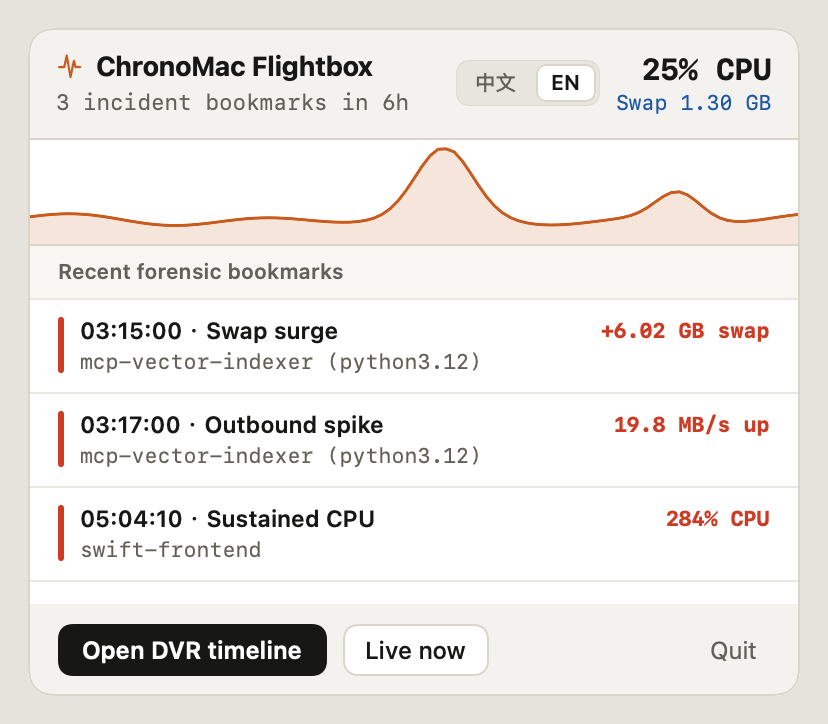 ChronoMac Flightbox
3 incident bookmarks in 6h
中文 EN
25% CPU
Swap 1.30 GB
Recent forensic bookmarks
03:15:00 · Swap surge
+6.02 GB swap
mcp-vector-indexer (python3.12)
03:17:00 · Outbound spike
19.8 MB/s up
mcp-vector-indexer (python3.12)
05:04:10 · Sustained CPU
284% CPU
swift-frontend
Open DVR timeline
Live now
Quit